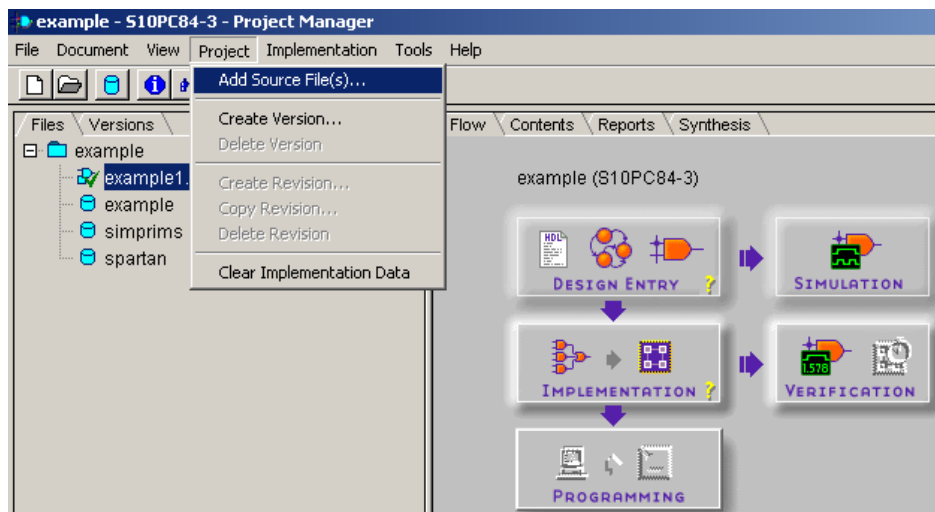 example - S10PC84-3 - Project Manager
File Document View Project Implementation Tools Help
Add Source File(s)...
Create Version...
Delete Version
Create Revision...
Copy Revision...
Delete Revision
Clear Implementation Data
Files Versions
example
example1.
example
simprims
spartan
Flow Contents Reports Synthesis
example (S10PC84-3)
HDL
DESIGN ENTRY ?
SIMULATION
IMPLEMENTATION ?
1.578
VERIFICATION
PROGRAMMING